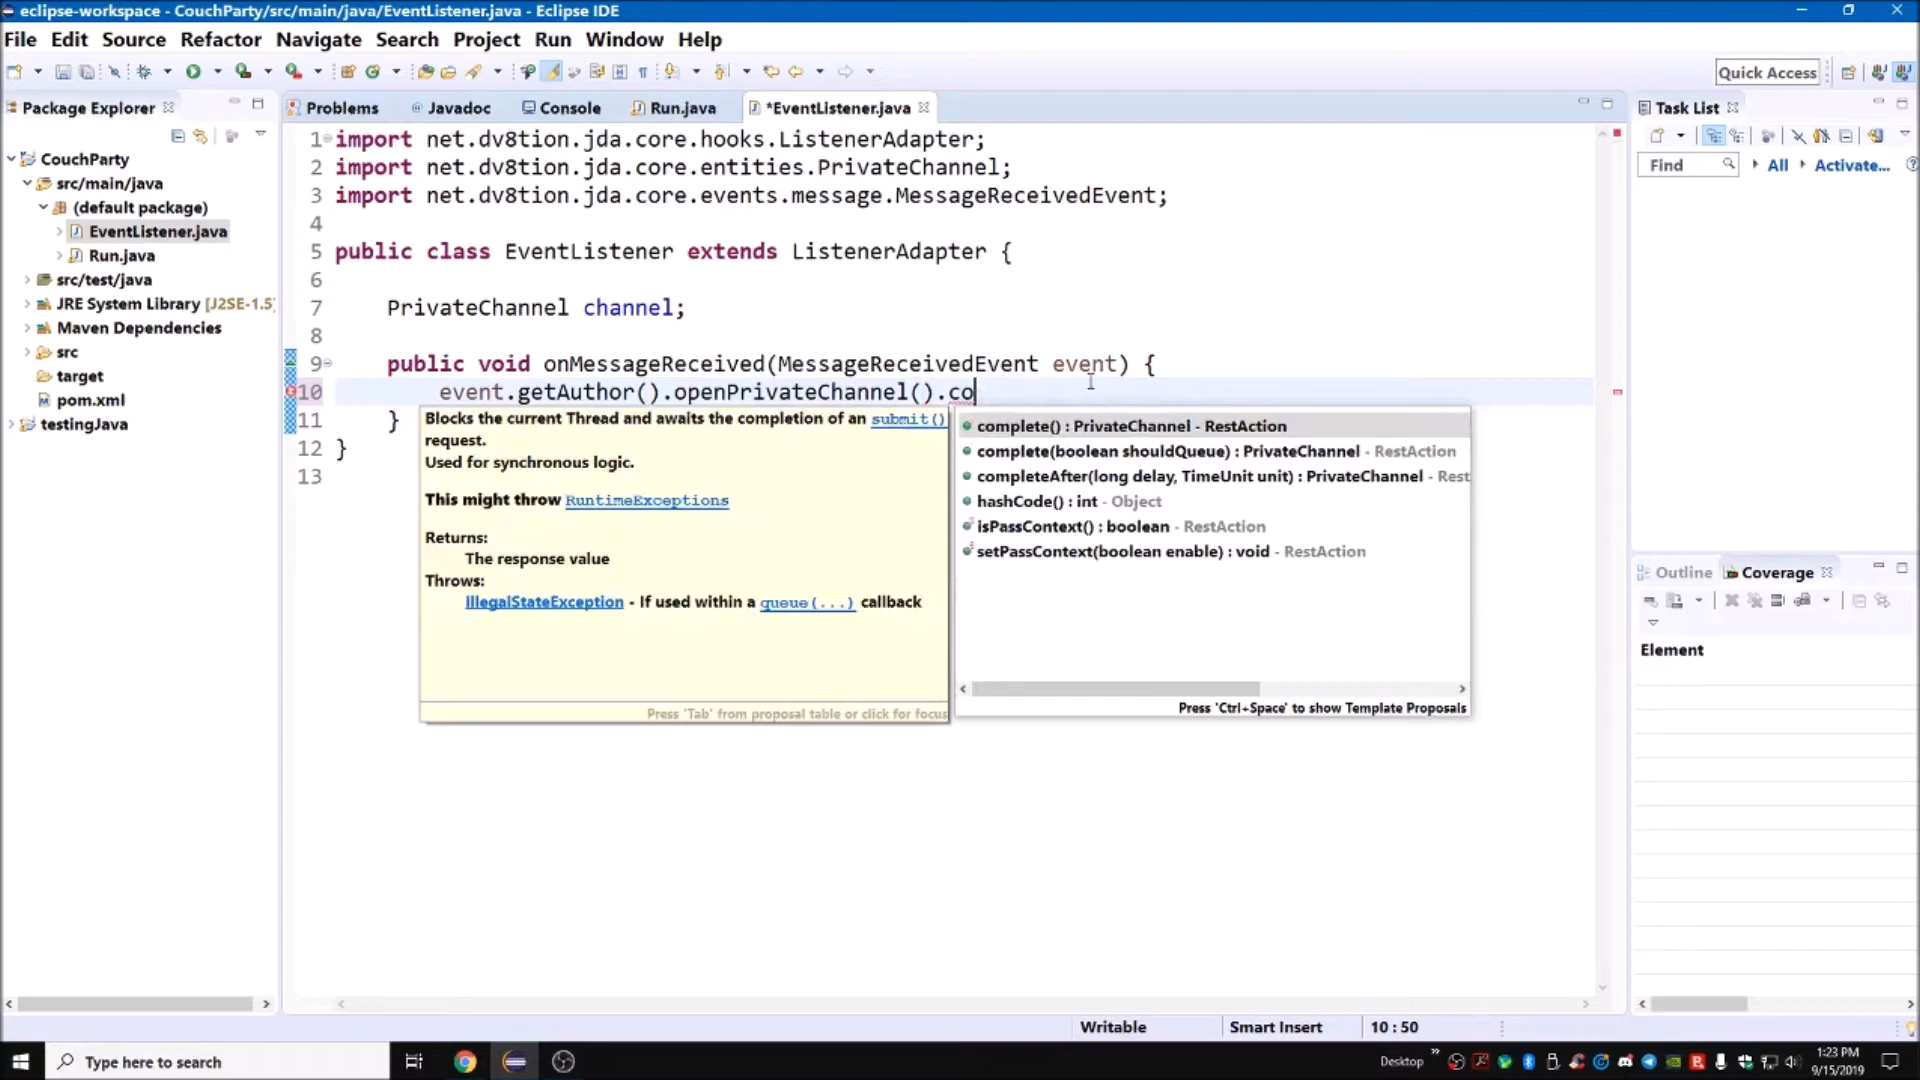 eclipse-workspace - CouchParty/src/main/java/EventListener.java - Eclipse IDE
File Edit Source Refactor Navigate Search Project Run Window Help
Quick Access
Package Explorer
CouchParty
src/main/java
(default package)
EventListener.java
Run.java
src/test/java
JRE System Library [J2SE-1.5]
Maven Dependencies
src
target
pom.xml
testingJava
Problems Javadoc Console Run.java *EventListener.java
1 import net.dv8tion.jda.core.hooks.ListenerAdapter;
2 import net.dv8tion.jda.core.entities.PrivateChannel;
3 import net.dv8tion.jda.core.events.message.MessageReceivedEvent;
4
5 public class EventListener extends ListenerAdapter {
6
7 PrivateChannel channel;
8
9 public void onMessageReceived(MessageReceivedEvent event) {
10 event.getAuthor().openPrivateChannel().co
11 }
12 }
13
Blocks the current Thread and awaits the completion of an submit()
request.
Used for synchronous logic.
This might throw RuntimeExceptions
Returns:
The response value
Throws:
IllegalStateException - If used within a queue(...) callback
Press 'Tab' from proposal table or click for focus
complete() : PrivateChannel - RestAction
complete(boolean shouldQueue) : PrivateChannel - RestAction
completeAfter(long delay, TimeUnit unit) : PrivateChannel - Rest
hashCode() : int - Object
isPassContext() : boolean - RestAction
setPassContext(boolean enable) : void - RestAction
Press 'Ctrl+Space' to show Template Proposals
Task List
Find All Activate...
Outline Coverage
Element
Writable Smart Insert 10 : 50
Type here to search
Desktop
1:23 PM
9/15/2019